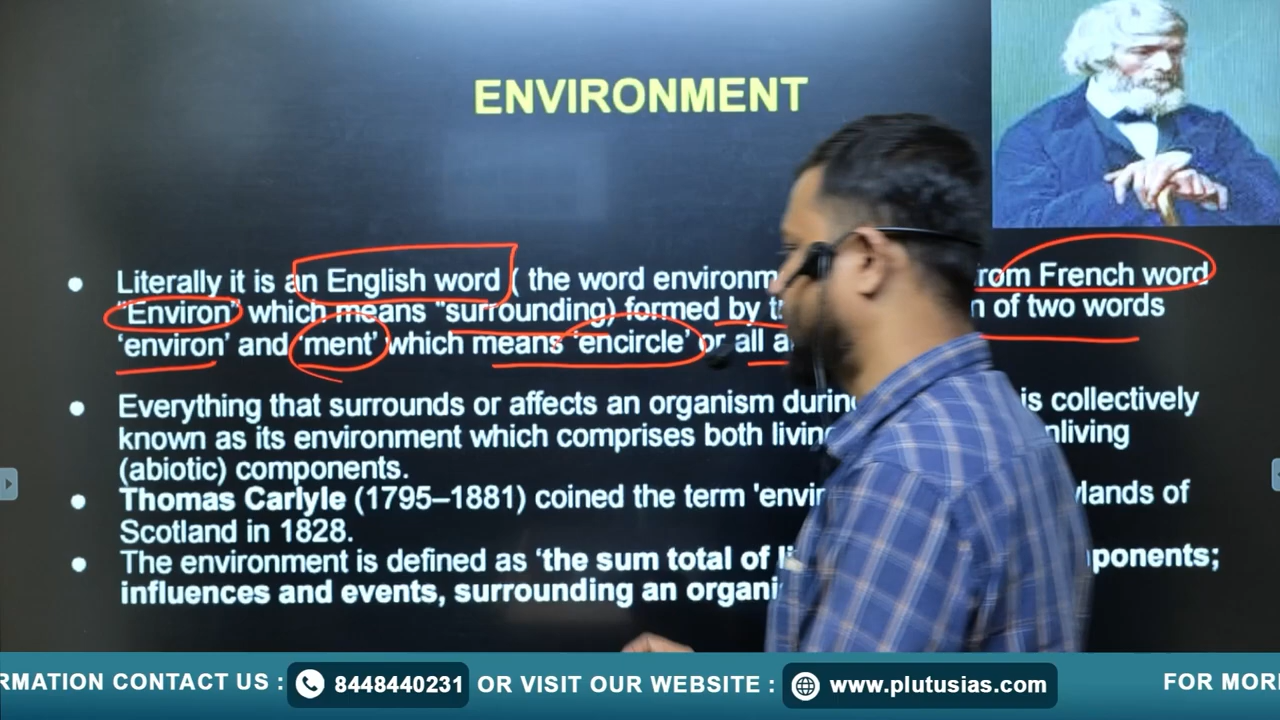 ENVIRONMENT
Literally it is an English word ( the word environm rom French word
"Environ" which means "surrounding) formed by t n of two words
'environ' and 'ment' which means 'encircle' or all a
Everything that surrounds or affects an organism during is collectively
known as its environment which comprises both living nliving
(abiotic) components.
Thomas Carlyle (1795–1881) coined the term 'envir wlands of
Scotland in 1828.
The environment is defined as 'the sum total of li ponents;
influences and events, surrounding an organi
RMATION CONTACT US : 8448440231 OR VISIT OUR WEBSITE : www.plutusias.com FOR MOR